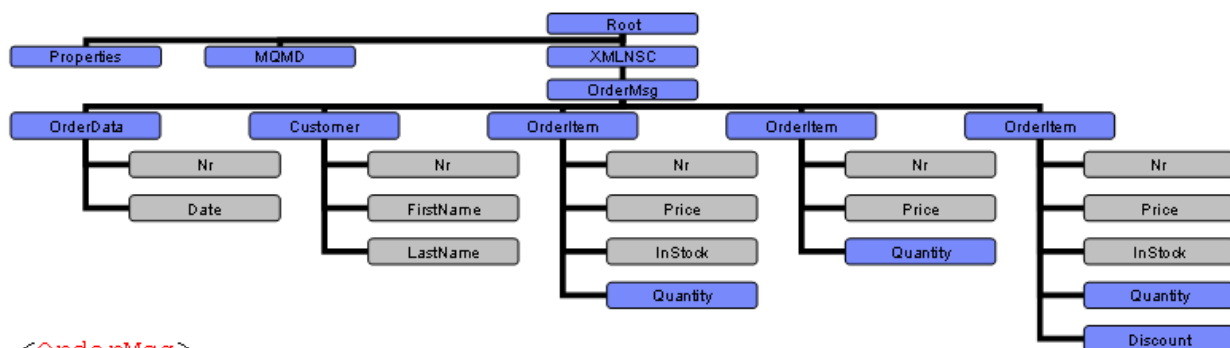 Root
Properties MQMD XMLNSC
OrderMsg
OrderData Customer OrderItem OrderItem OrderItem
Nr Nr Nr Nr Nr
Date FirstName Price Price Price
LastName InStock Quantity InStock
Quantity Quantity
Discount
<OrderMsg>